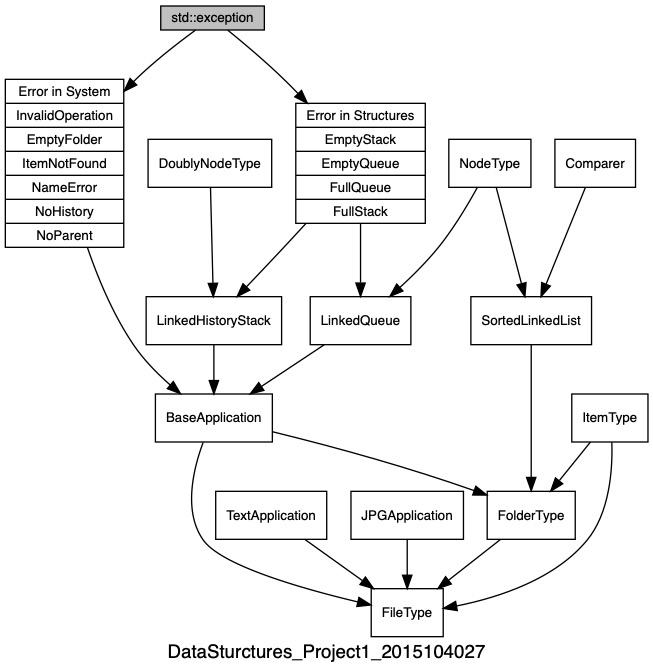 std::exception
Error in System
InvalidOperation
EmptyFolder
ItemNotFound
NameError
NoHistory
NoParent
Error in Structures
EmptyStack
EmptyQueue
FullQueue
FullStack
DoublyNodeType
NodeType
Comparer
LinkedHistoryStack
LinkedQueue
SortedLinkedList
BaseApplication
ItemType
TextApplication
JPGApplication
FolderType
FileType
DataSturctures_Project1_2015104027